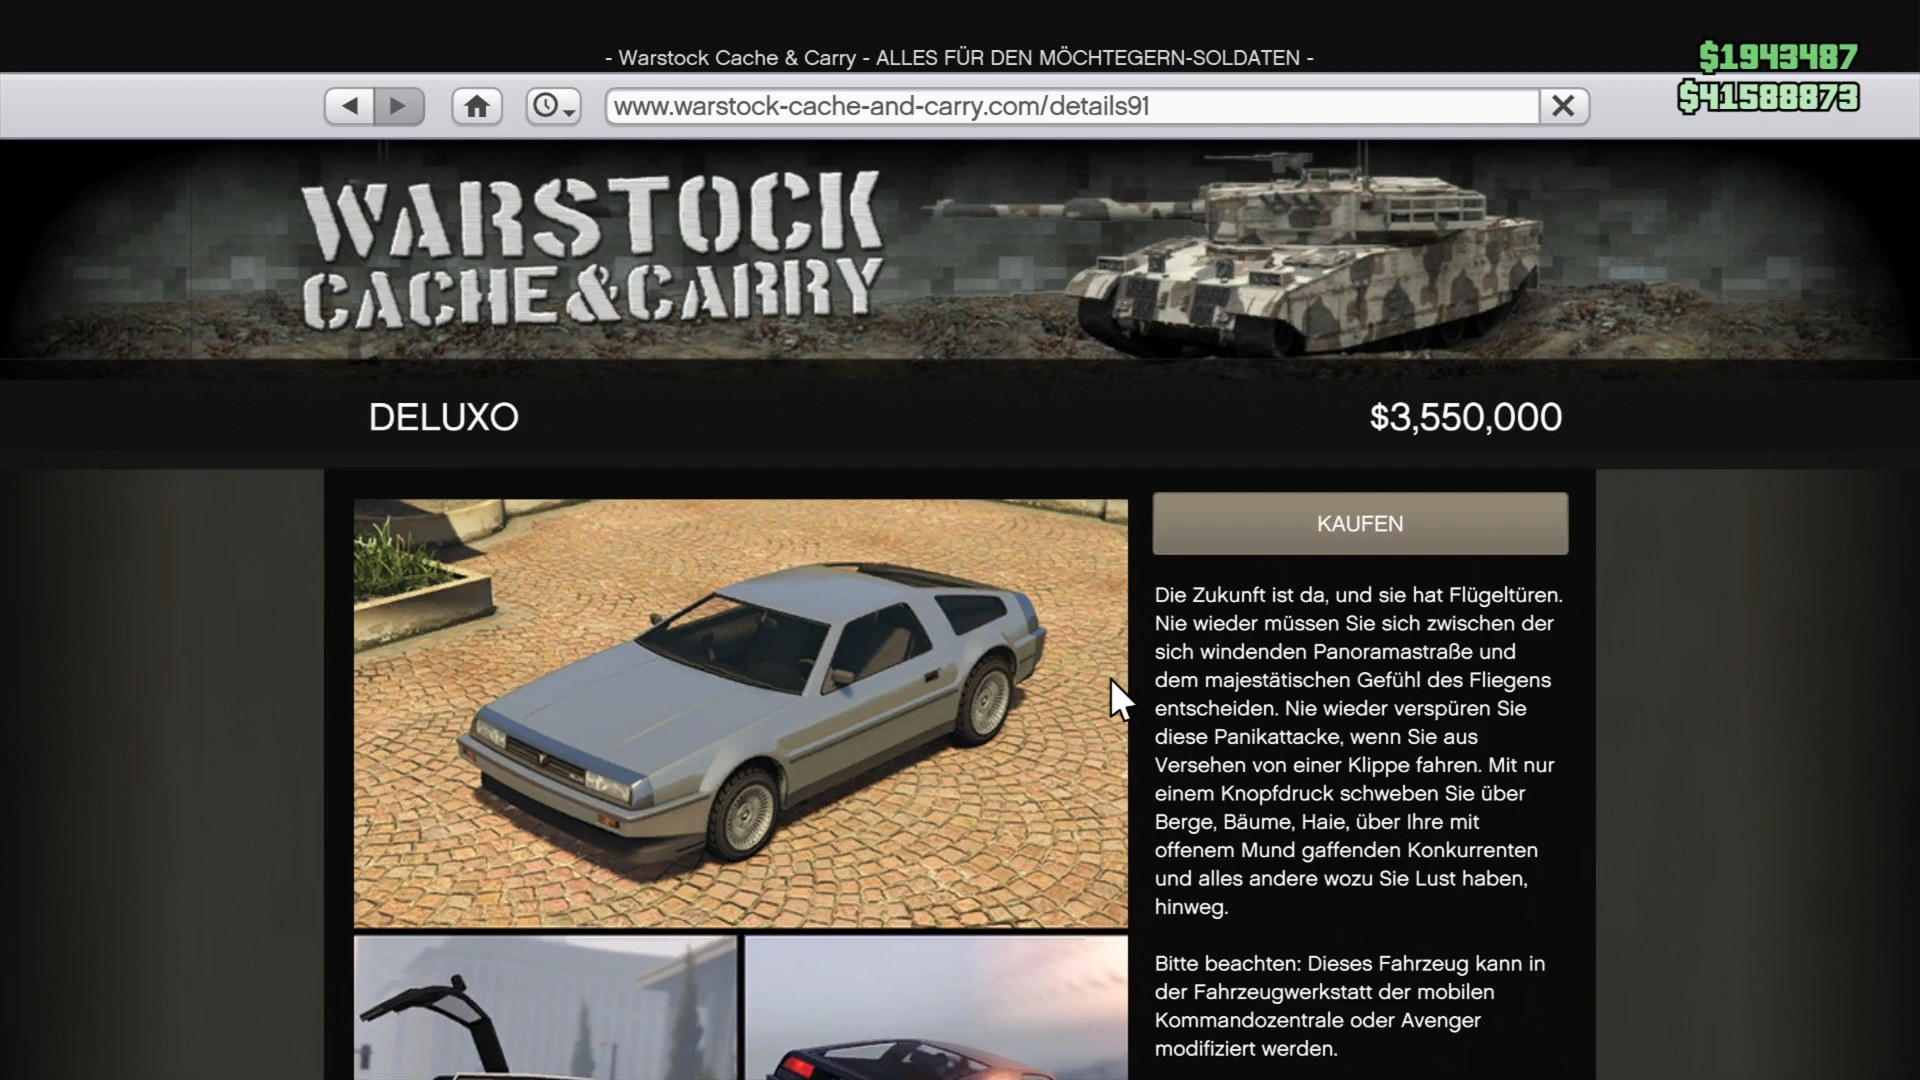 - Warstock Cache & Carry - ALLES FÜR DEN MÖCHTEGERN-SOLDATEN -
$1943487
$41588873
www.warstock-cache-and-carry.com/details91
WARSTOCK
CACHE & CARRY
DELUXO
$3,550,000
KAUFEN
Die Zukunft ist da, und sie hat Flügeltüren.
Nie wieder müssen Sie sich zwischen der
sich windenden Panoramastraße und
dem majestätischen Gefühl des Fliegens
entscheiden. Nie wieder verspüren Sie
diese Panikattacke, wenn Sie aus
Versehen von einer Klippe fahren. Mit nur
einem Knopfdruck schweben Sie über
Berge, Bäume, Haie, über Ihre mit
offenem Mund gaffenden Konkurrenten
und alles andere wozu Sie Lust haben,
hinweg.
Bitte beachten: Dieses Fahrzeug kann in
der Fahrzeugwerkstatt der mobilen
Kommandozentrale oder Avenger
modifiziert werden.